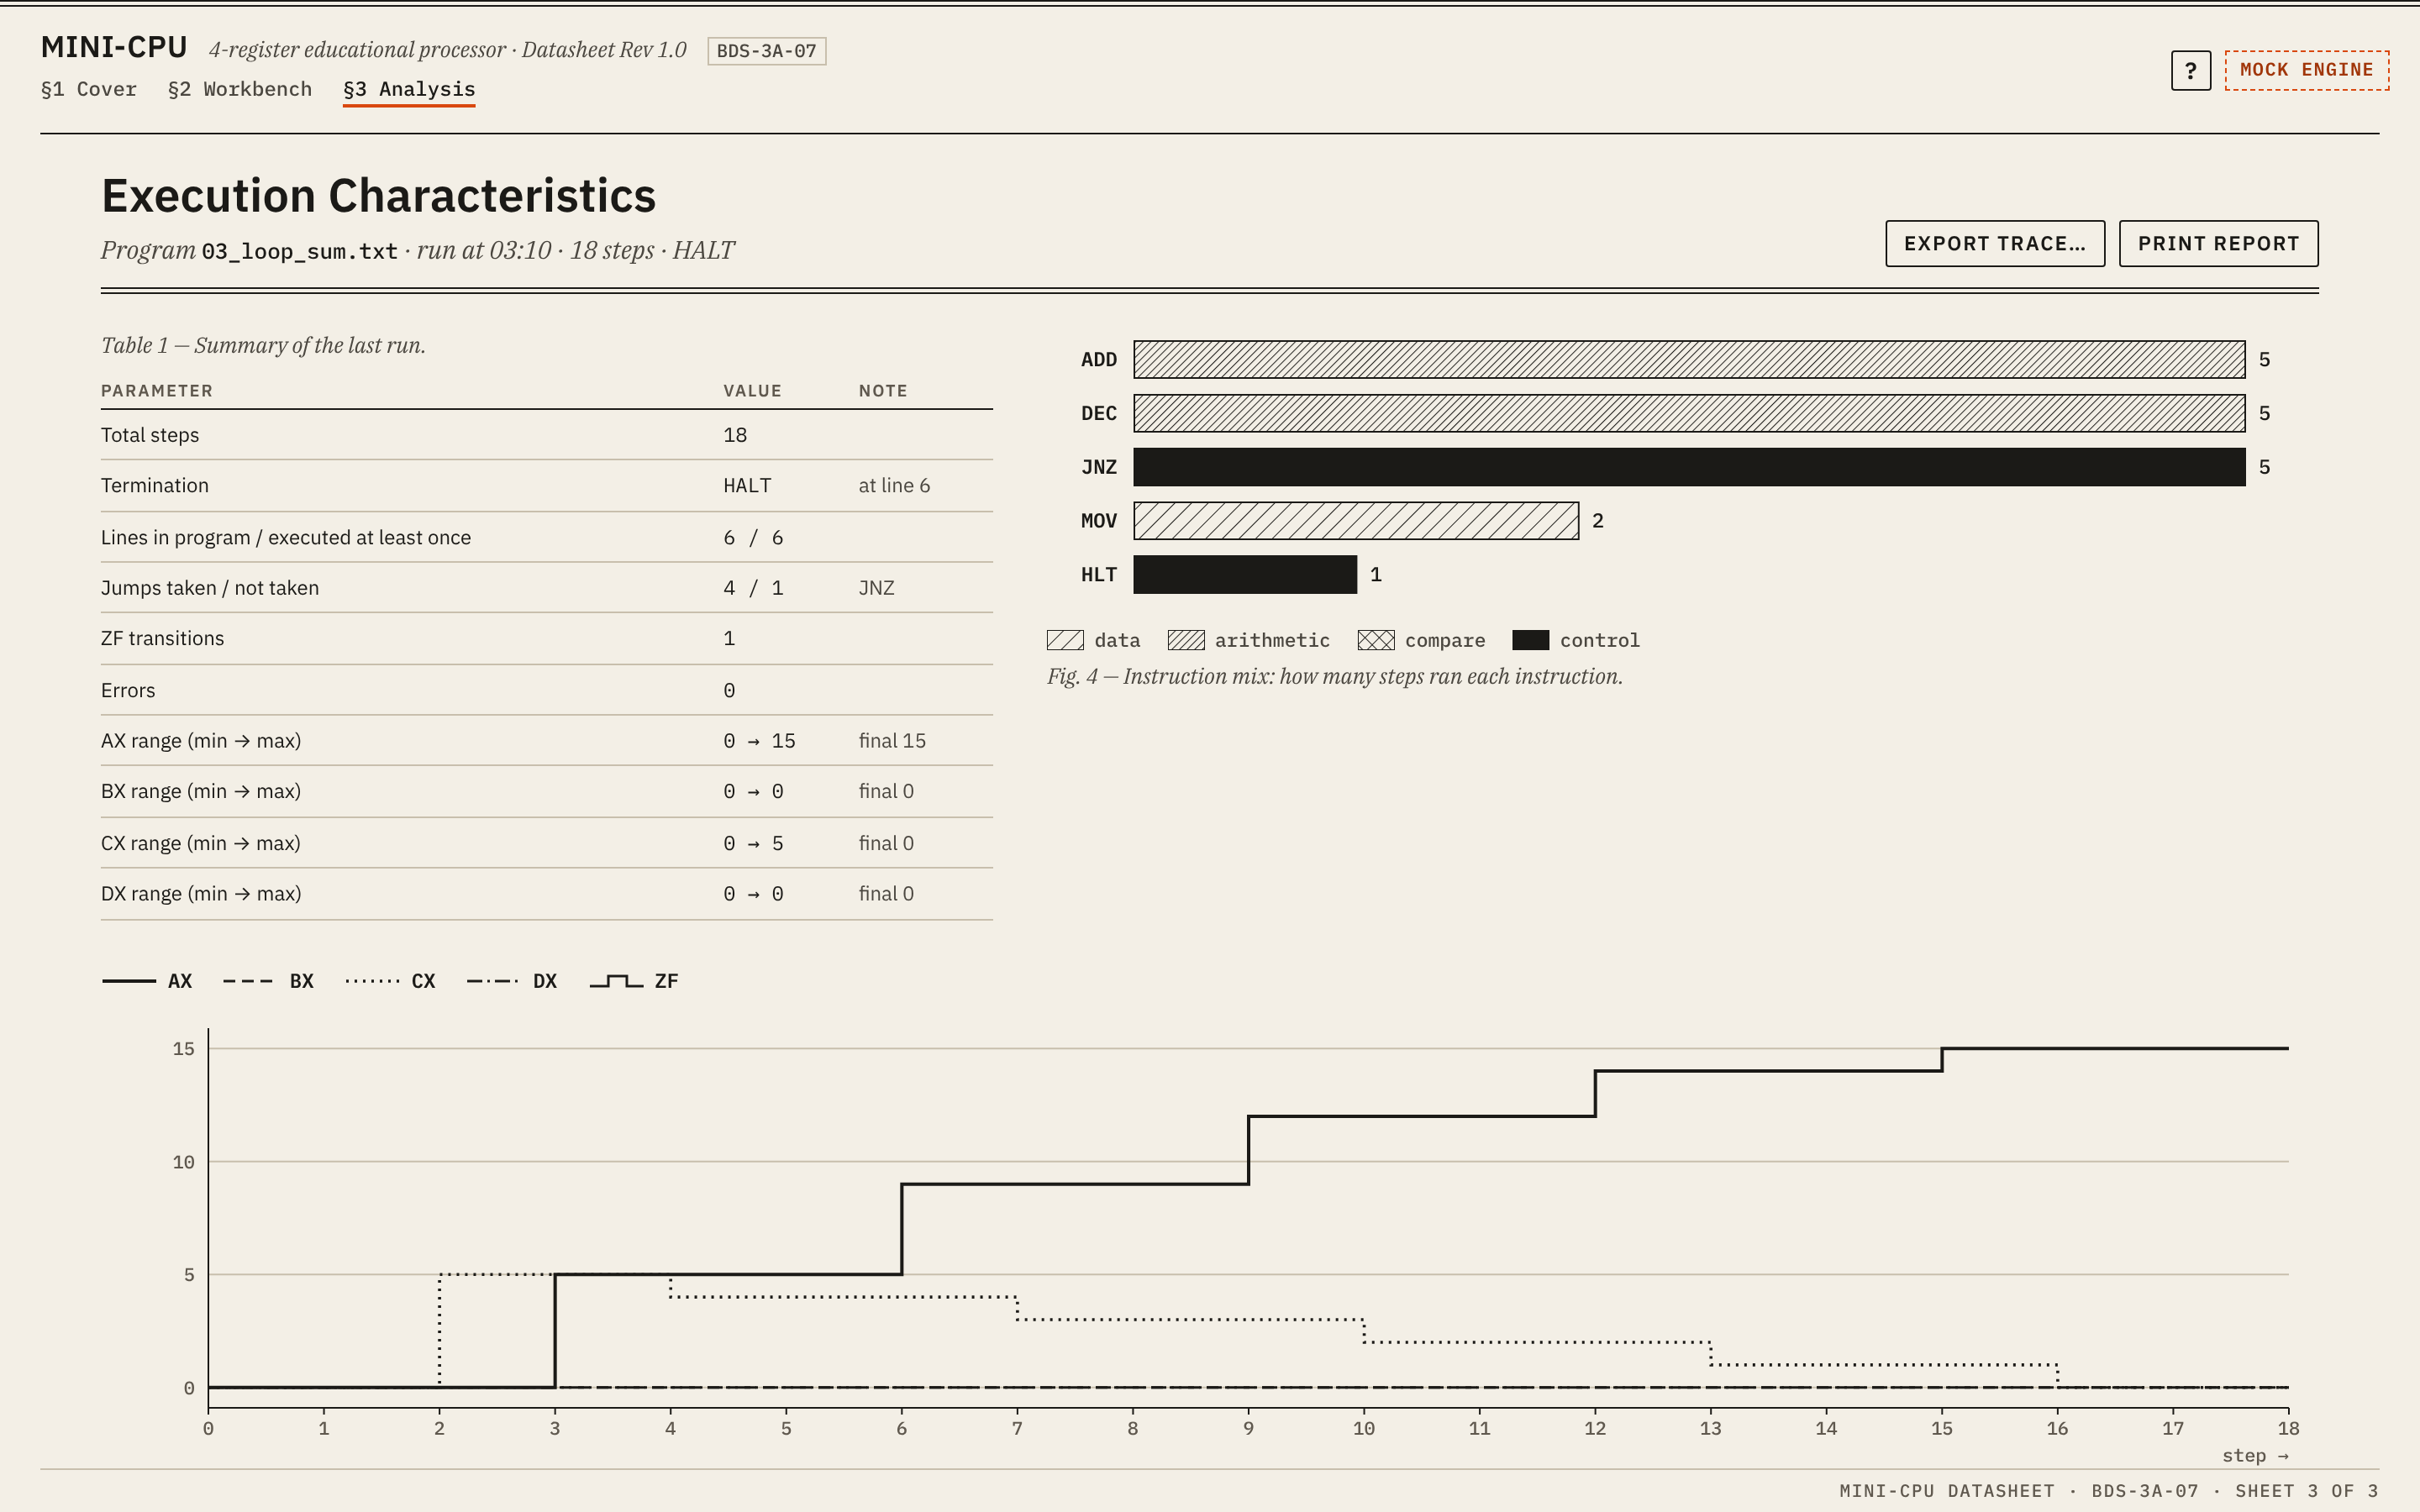 MINI-CPU 4-register educational processor · Datasheet Rev 1.0 BDS-3A-07
§1 Cover §2 Workbench §3 Analysis
? MOCK ENGINE
Execution Characteristics
Program 03_loop_sum.txt · run at 03:10 · 18 steps · HALT
EXPORT TRACE… PRINT REPORT
Table 1 — Summary of the last run.
PARAMETER VALUE NOTE
Total steps 18
Termination HALT at line 6
Lines in program / executed at least once 6 / 6
Jumps taken / not taken 4 / 1 JNZ
ZF transitions 1
Errors 0
AX range (min → max) 0 → 15 final 15
BX range (min → max) 0 → 0 final 0
CX range (min → max) 0 → 5 final 0
DX range (min → max) 0 → 0 final 0
ADD 5
DEC 5
JNZ 5
MOV 2
HLT 1
data arithmetic compare control
Fig. 4 — Instruction mix: how many steps ran each instruction.
AX BX CX DX ZF
15
10
5
0
0 1 2 3 4 5 6 7 8 9 10 11 12 13 14 15 16 17 18
step →
MINI-CPU DATASHEET · BDS-3A-07 · SHEET 3 OF 3